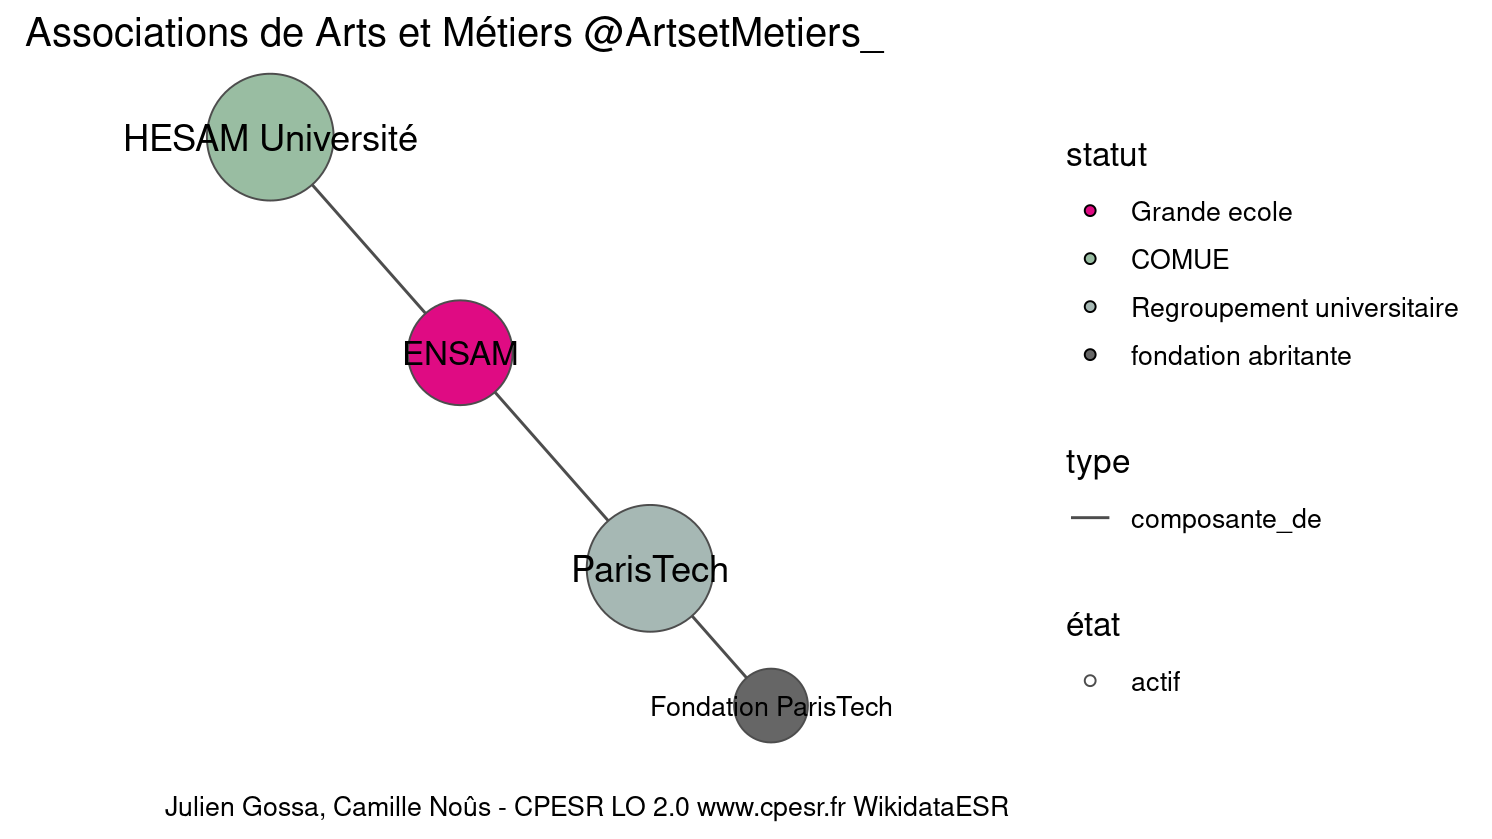 Associations de Arts et Métiers @ArtsetMetiers_
HESAM Université
ENSAM
ParisTech
Fondation ParisTech
statut
Grande ecole
COMUE
Regroupement universitaire
fondation abritante
type
composante_de
état
actif
Julien Gossa, Camille Noûs - CPESR LO 2.0 www.cpesr.fr WikidataESR